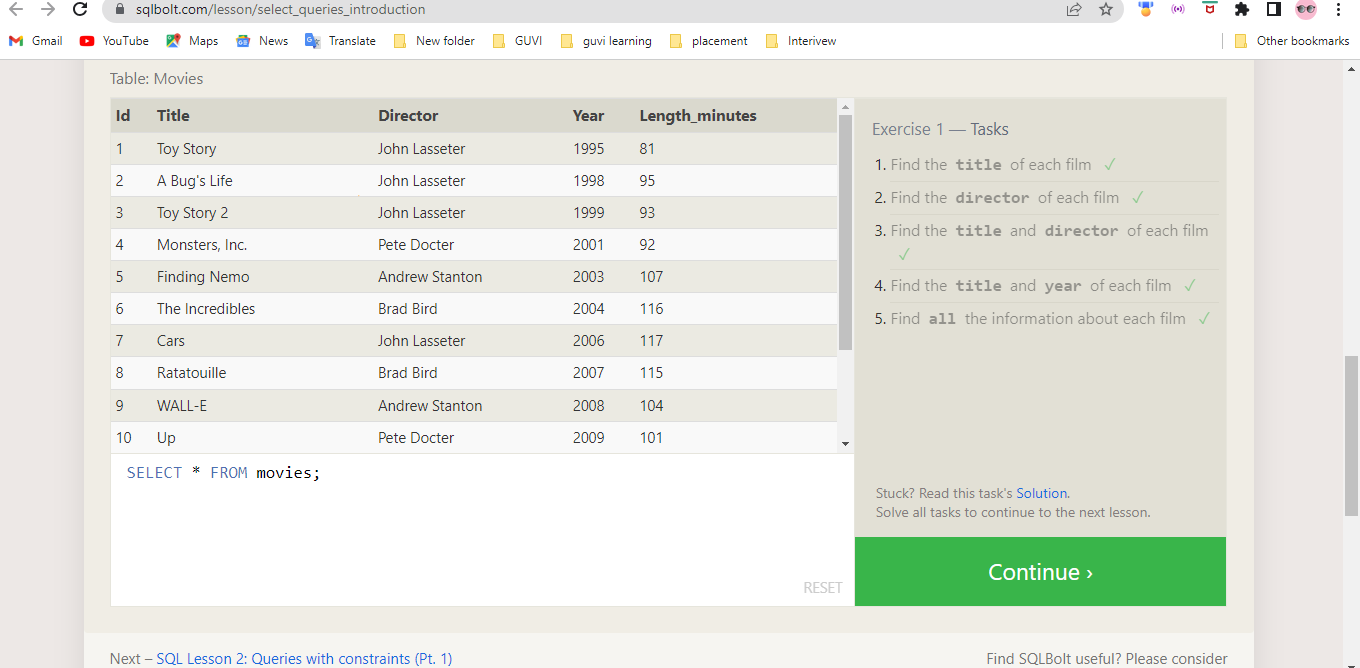 sqlbolt.com/lesson/select_queries_introduction
Gmail YouTube Maps News Translate New folder GUVI guvi learning placement Interivew Other bookmarks
Table: Movies
Id Title Director Year Length_minutes
1 Toy Story John Lasseter 1995 81
2 A Bug's Life John Lasseter 1998 95
3 Toy Story 2 John Lasseter 1999 93
4 Monsters, Inc. Pete Docter 2001 92
5 Finding Nemo Andrew Stanton 2003 107
6 The Incredibles Brad Bird 2004 116
7 Cars John Lasseter 2006 117
8 Ratatouille Brad Bird 2007 115
9 WALL-E Andrew Stanton 2008 104
10 Up Pete Docter 2009 101
SELECT * FROM movies;
RESET
Exercise 1 — Tasks
1. Find the title of each film ✓
2. Find the director of each film ✓
3. Find the title and director of each film
✓
4. Find the title and year of each film ✓
5. Find all the information about each film ✓
Stuck? Read this task's Solution.
Solve all tasks to continue to the next lesson.
Continue ›
Next – SQL Lesson 2: Queries with constraints (Pt. 1)
Find SQLBolt useful? Please consider